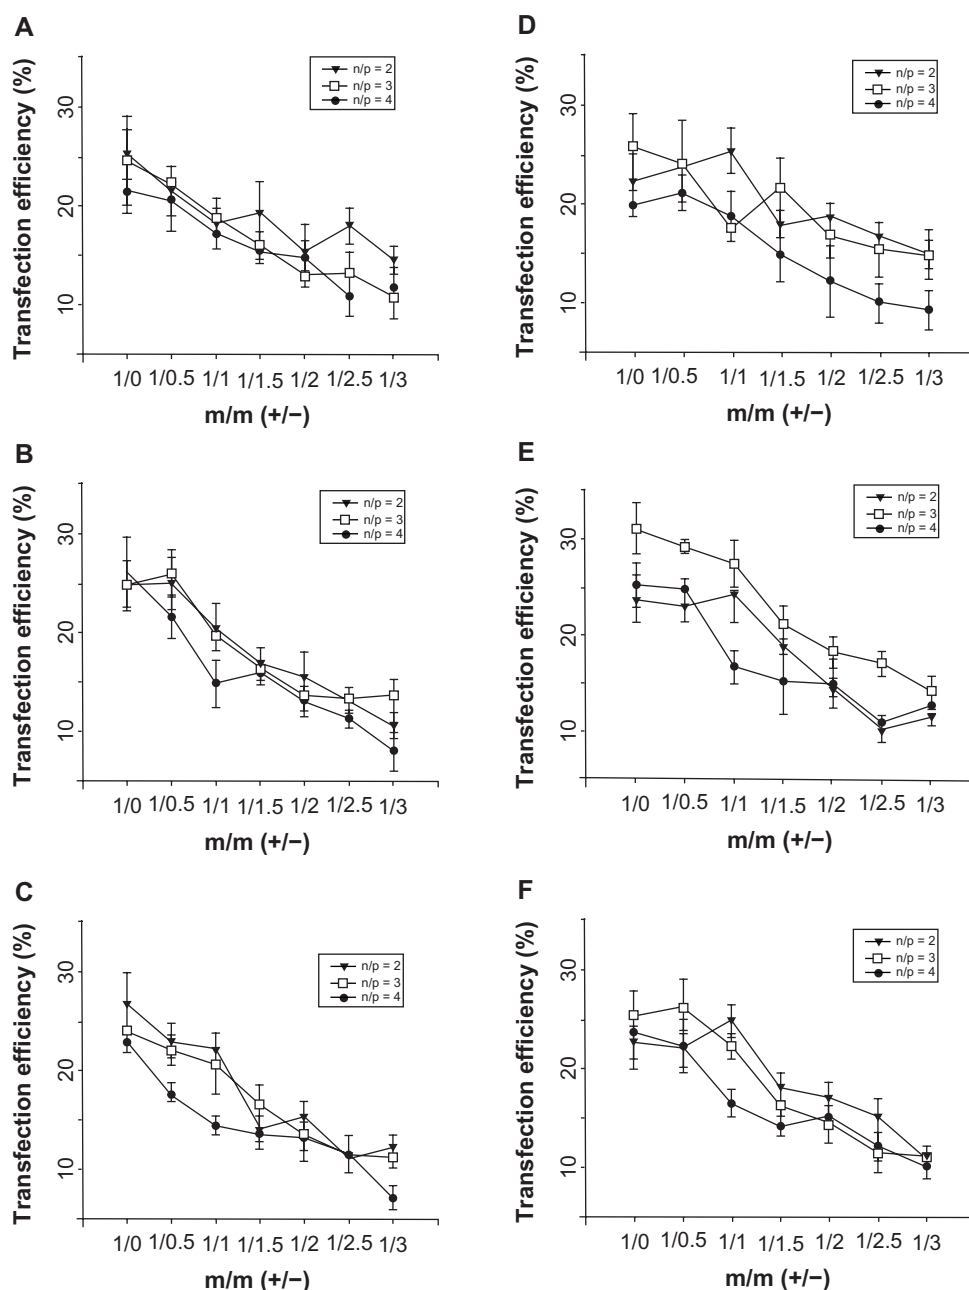 A
Transfection efficiency (%)
30
20
10
n/p = 2
n/p = 3
n/p = 4
1/0 1/0.5 1/1 1/1.5 1/2 1/2.5 1/3
m/m (+/−)
D
Transfection efficiency (%)
30
20
10
n/p = 2
n/p = 3
n/p = 4
1/0 1/0.5 1/1 1/1.5 1/2 1/2.5 1/3
m/m (+/−)
B
Transfection efficiency (%)
30
20
10
n/p = 2
n/p = 3
n/p = 4
1/0 1/0.5 1/1 1/1.5 1/2 1/2.5 1/3
m/m (+/−)
E
Transfection efficiency (%)
30
20
10
n/p = 2
n/p = 3
n/p = 4
1/0 1/0.5 1/1 1/1.5 1/2 1/2.5 1/3
m/m (+/−)
C
Transfection efficiency (%)
30
20
10
n/p = 2
n/p = 3
n/p = 4
1/0 1/0.5 1/1 1/1.5 1/2 1/2.5 1/3
m/m (+/−)
F
Transfection efficiency (%)
30
20
10
n/p = 2
n/p = 3
n/p = 4
1/0 1/0.5 1/1 1/1.5 1/2 1/2.5 1/3
m/m (+/−)